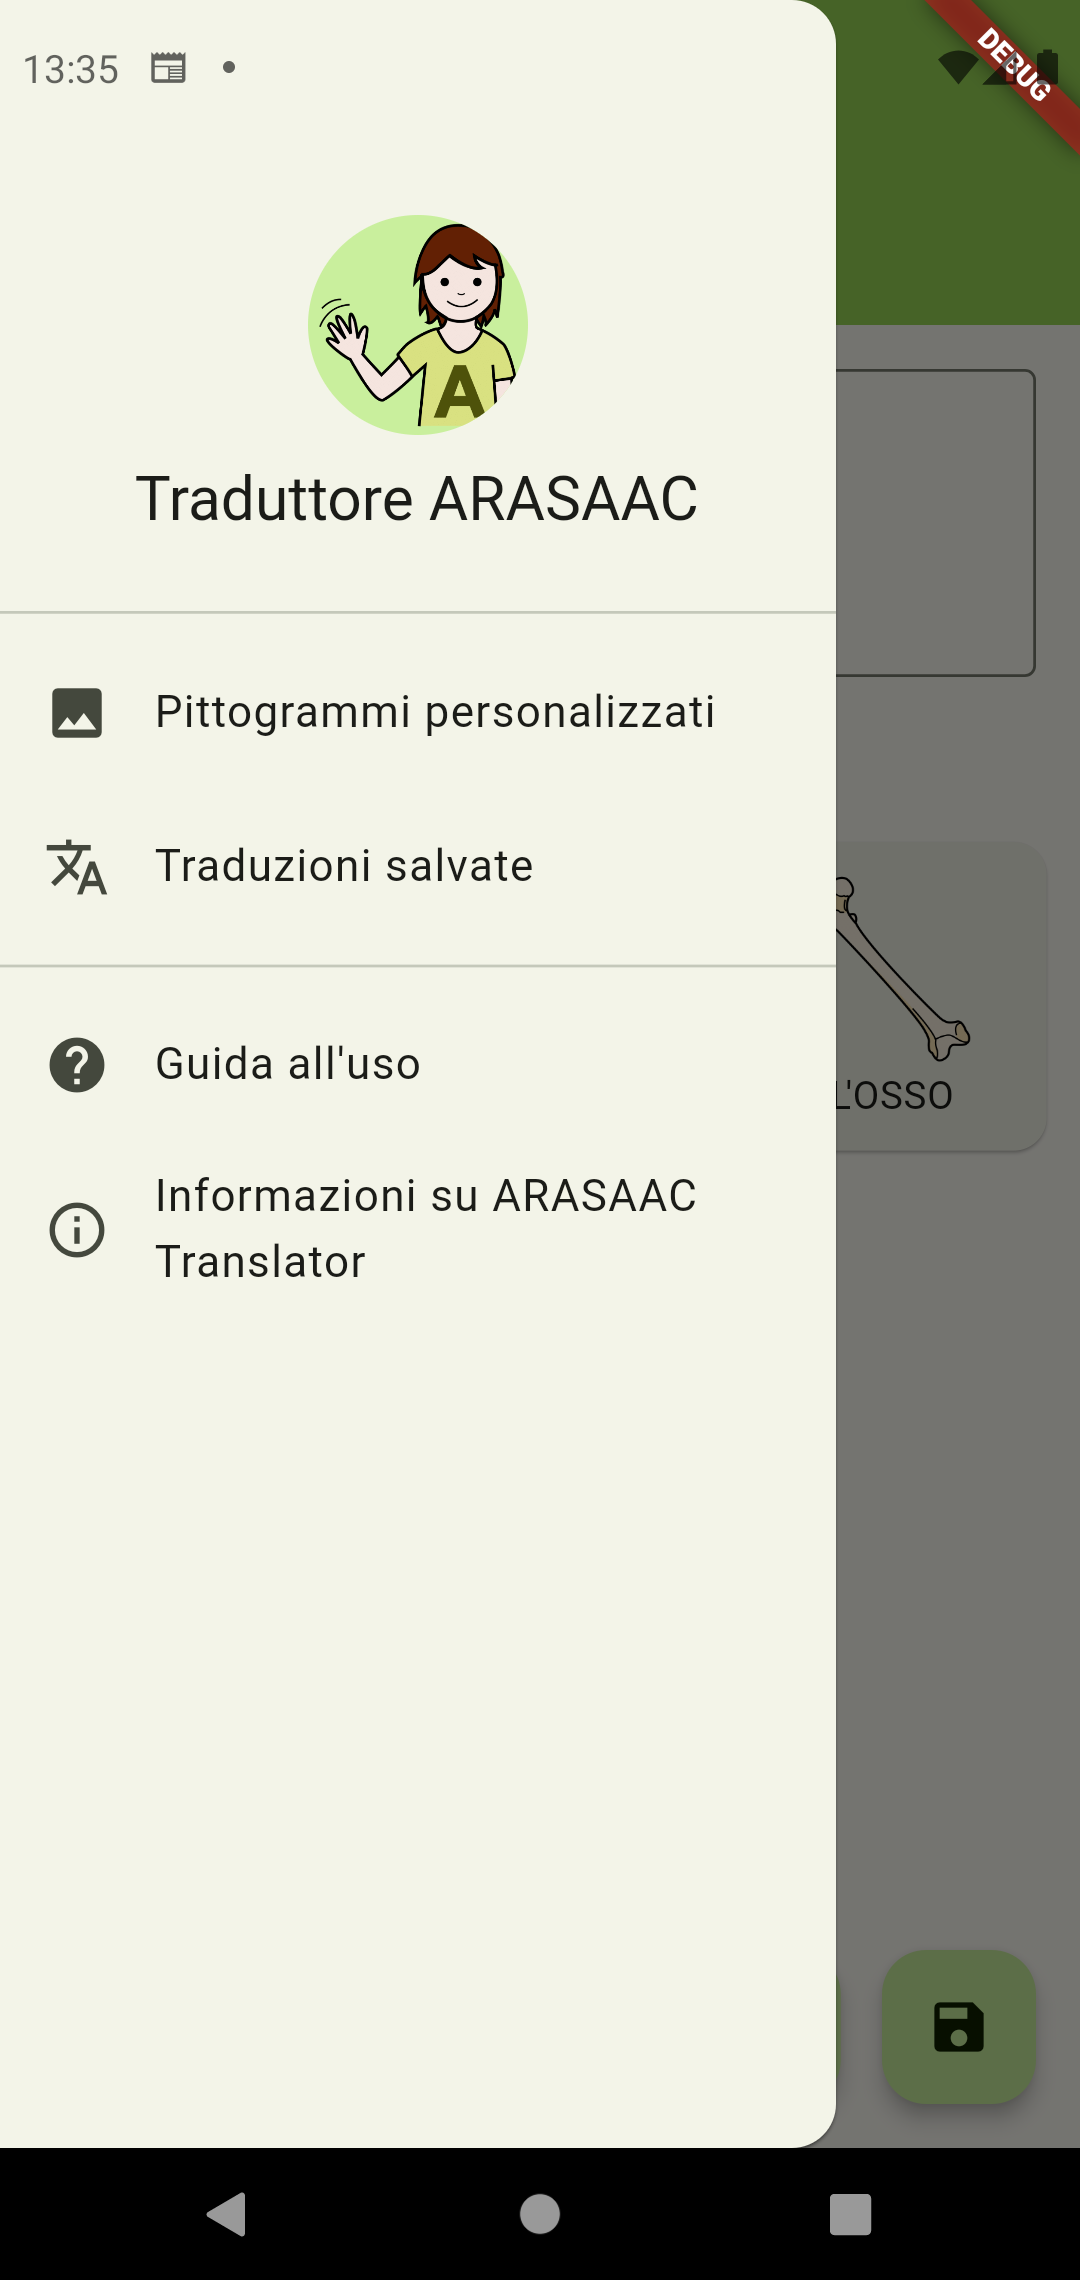 13:35
DEBUG
A
Traduttore ARASAAC
Pittogrammi personalizzati
Traduzioni salvate
L'OSSO
Guida all'uso
Informazioni su ARASAAC
Translator